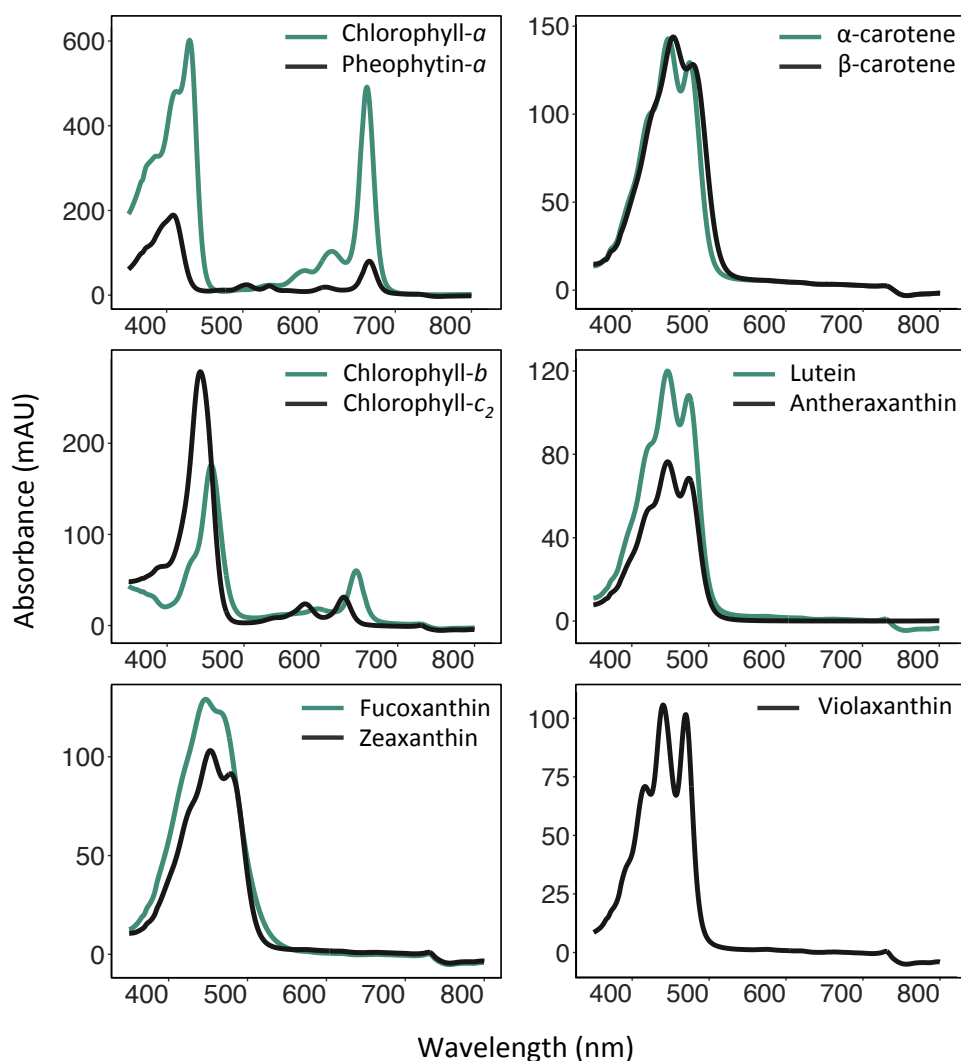 Chlorophyll-a
Pheophytin-a
600
400
200
0
400 500 600 700 800
α-carotene
β-carotene
150
100
50
0
400 500 600 700 800
Chlorophyll-b
Chlorophyll-c2
200
100
0
400 500 600 700 800
Lutein
Antheraxanthin
120
80
40
0
400 500 600 700 800
Fucoxanthin
Zeaxanthin
100
50
0
400 500 600 700 800
Violaxanthin
100
75
50
25
0
400 500 600 700 800
Absorbance (mAU)
Wavelength (nm)